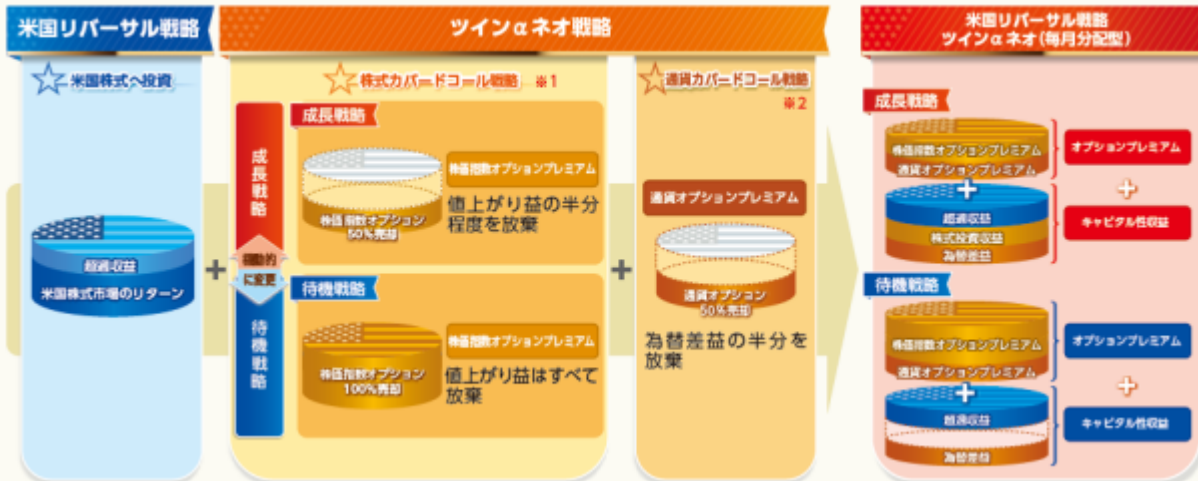 米国リバーサル戦略
米国株式へ投資
超過収益
米国株式市場のリターン
+
ツインαネオ戦略
株式カバードコール戦略 ※1
成長戦略
機動的
に変更
待機戦略
成長戦略
株価指数オプション
50%売却
株価指数オプションプレミアム
値上がり益の半分
程度を放棄
待機戦略
株価指数オプション
100%売却
株価指数オプションプレミアム
値上がり益はすべて
放棄
+
通貨カバードコール戦略
※2
通貨オプションプレミアム
通貨オプション
50%売却
為替差益の半分を
放棄
米国リバーサル戦略
ツインαネオ(毎月分配型)
成長戦略
株価指数オプションプレミアム
通貨オプションプレミアム
+
超過収益
株式投資収益
為替差益
オプションプレミアム
+
キャピタル性収益
待機戦略
株価指数オプションプレミアム
通貨オプションプレミアム
+
超過収益
為替差益
オプションプレミアム
+
キャピタル性収益